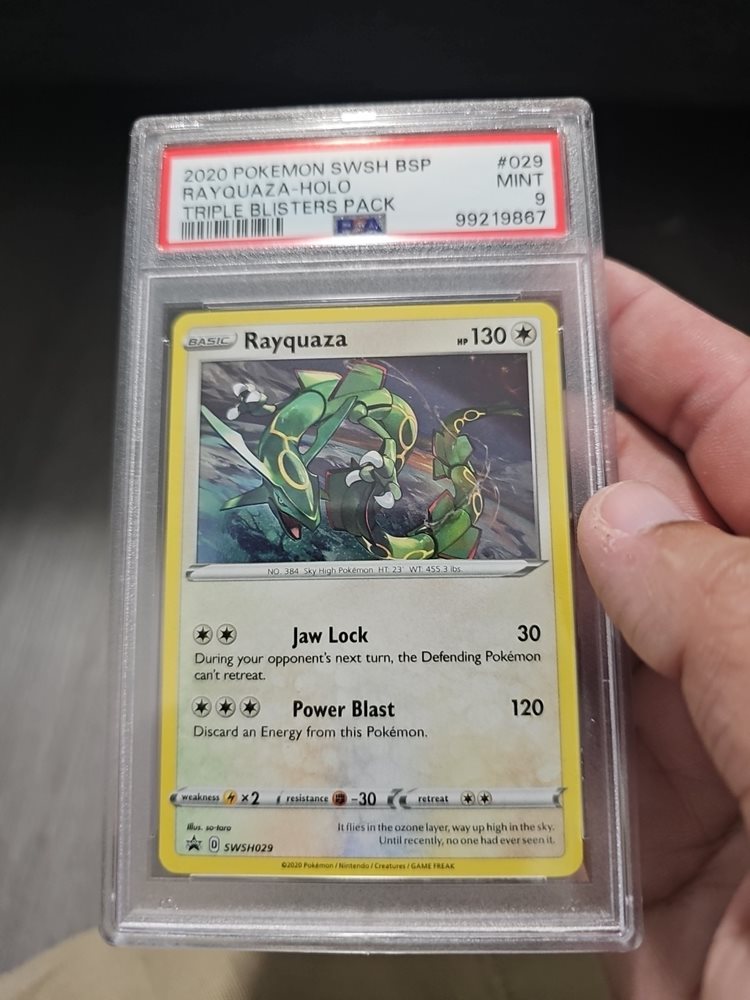 2020 POKEMON SWSH BSP #029
RAYQUAZA-HOLO MINT
TRIPLE BLISTERS PACK 9
PSA 99219867
BASIC Rayquaza HP 130
NO. 384 Sky High Pokémon HT: 23' WT: 455.3 lbs.
Jaw Lock 30
During your opponent's next turn, the Defending Pokémon
can't retreat.
Power Blast 120
Discard an Energy from this Pokémon.
weakness ×2 resistance -30 retreat
Illus. so-taro
It flies in the ozone layer, way up high in the sky.
Until recently, no one had ever seen it.
D SWSH029
©2020 Pokémon / Nintendo / Creatures / GAME FREAK